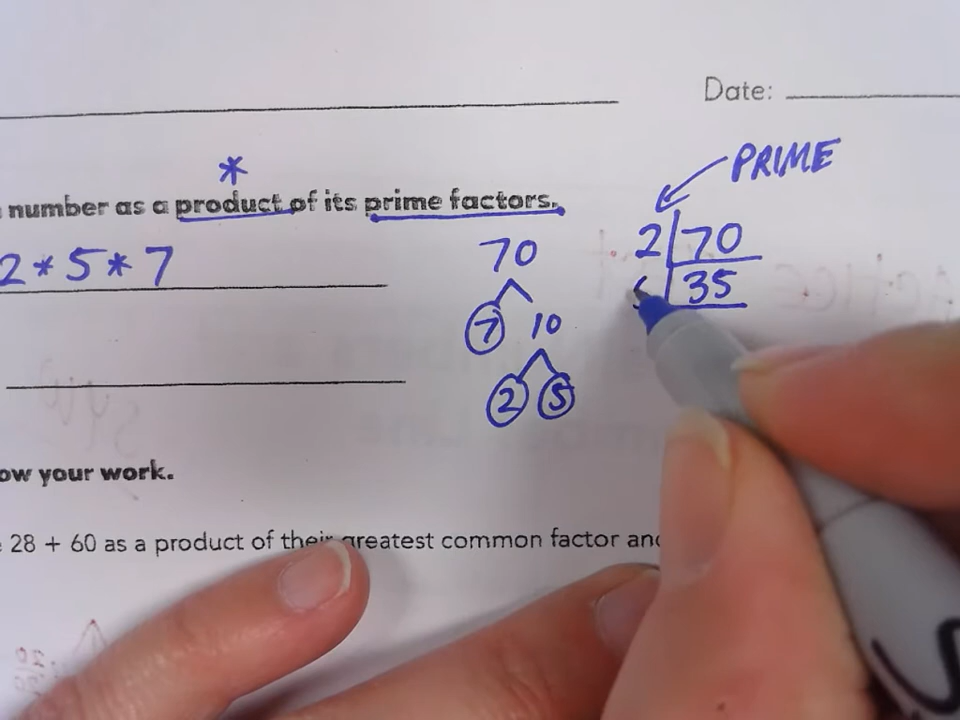 Date:
*
PRIME
number as a product of its prime factors.
2 * 5 * 7
70
7 10
2 5
2 70
35
ow your work.
28 + 60 as a product of their greatest common factor and